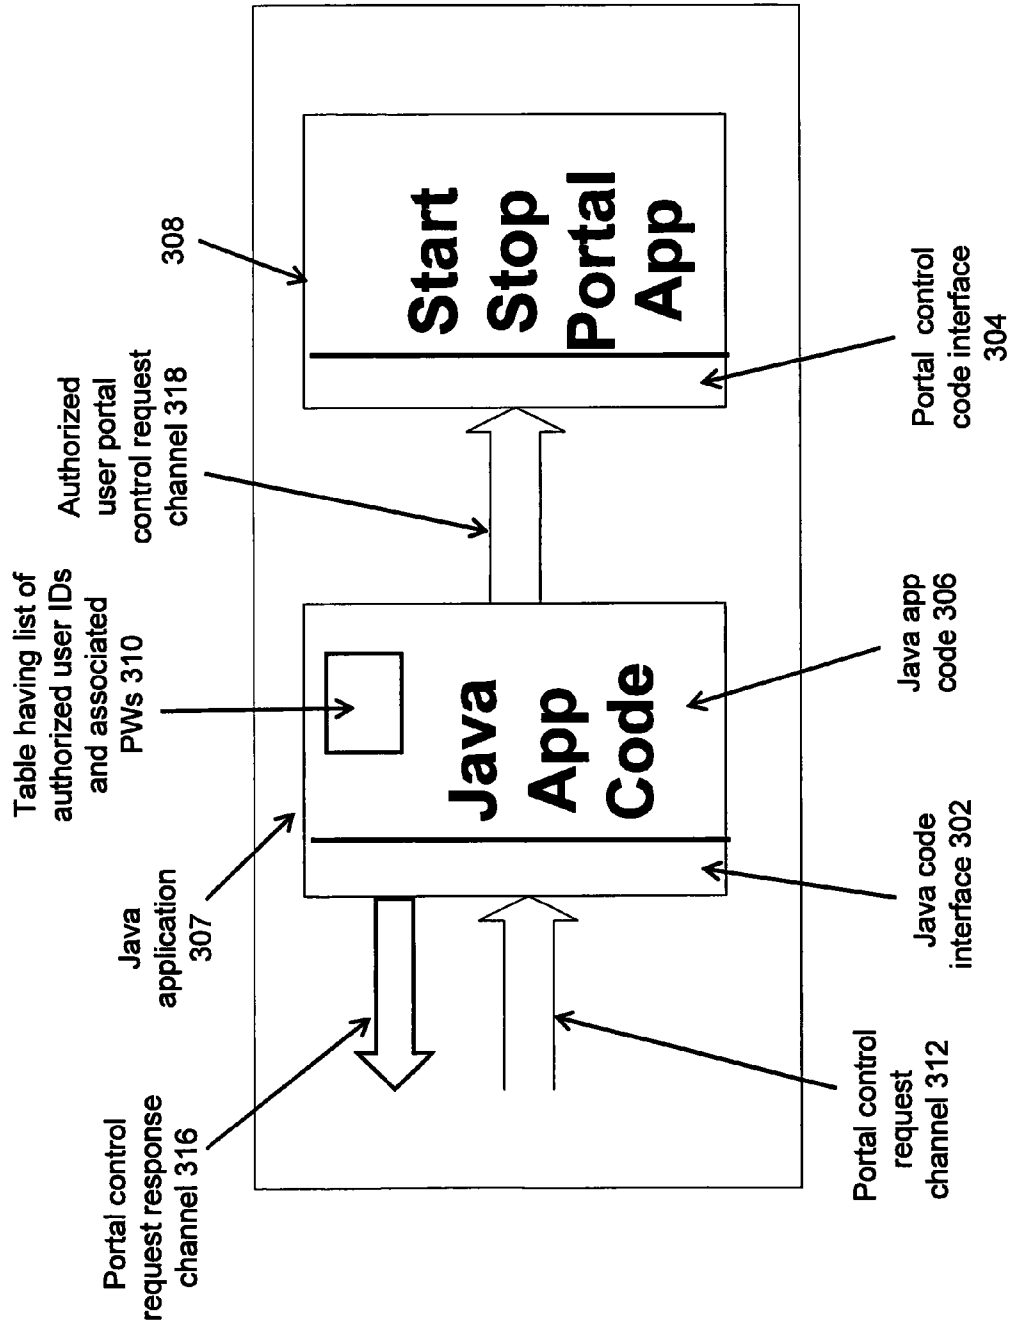 Portal control
request response
channel 316
Java
application
307
Table having list of
authorized user IDs
and associated
PWs 310
Authorized
user portal
control request
channel 318
308
Java
App
Code
Start
Stop
Portal
App
Portal control
request
channel 312
Java code
interface 302
Java app
code 306
Portal control
code interface
304